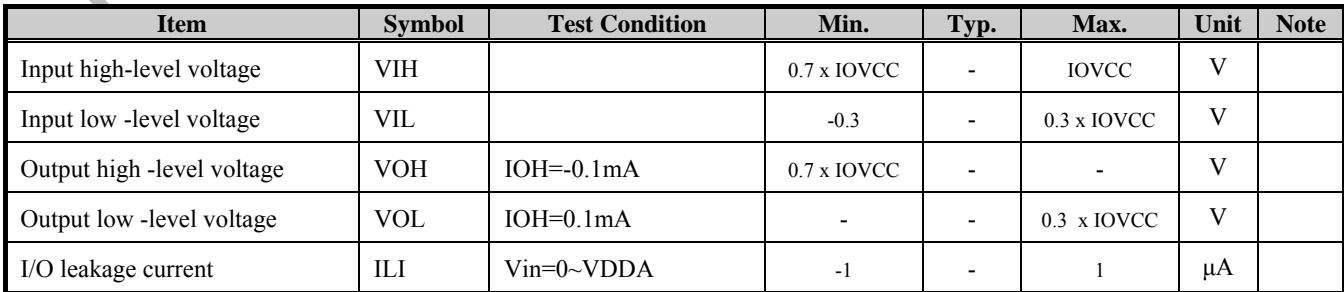 Item Symbol Test Condition Min. Typ. Max. Unit Note
Input high-level voltage VIH 0.7 x IOVCC - IOVCC V
Input low -level voltage VIL -0.3 - 0.3 x IOVCC V
Output high -level voltage VOH IOH=-0.1mA 0.7 x IOVCC - - V
Output low -level voltage VOL IOH=0.1mA - - 0.3 x IOVCC V
I/O leakage current ILI Vin=0~VDDA -1 - 1 μA